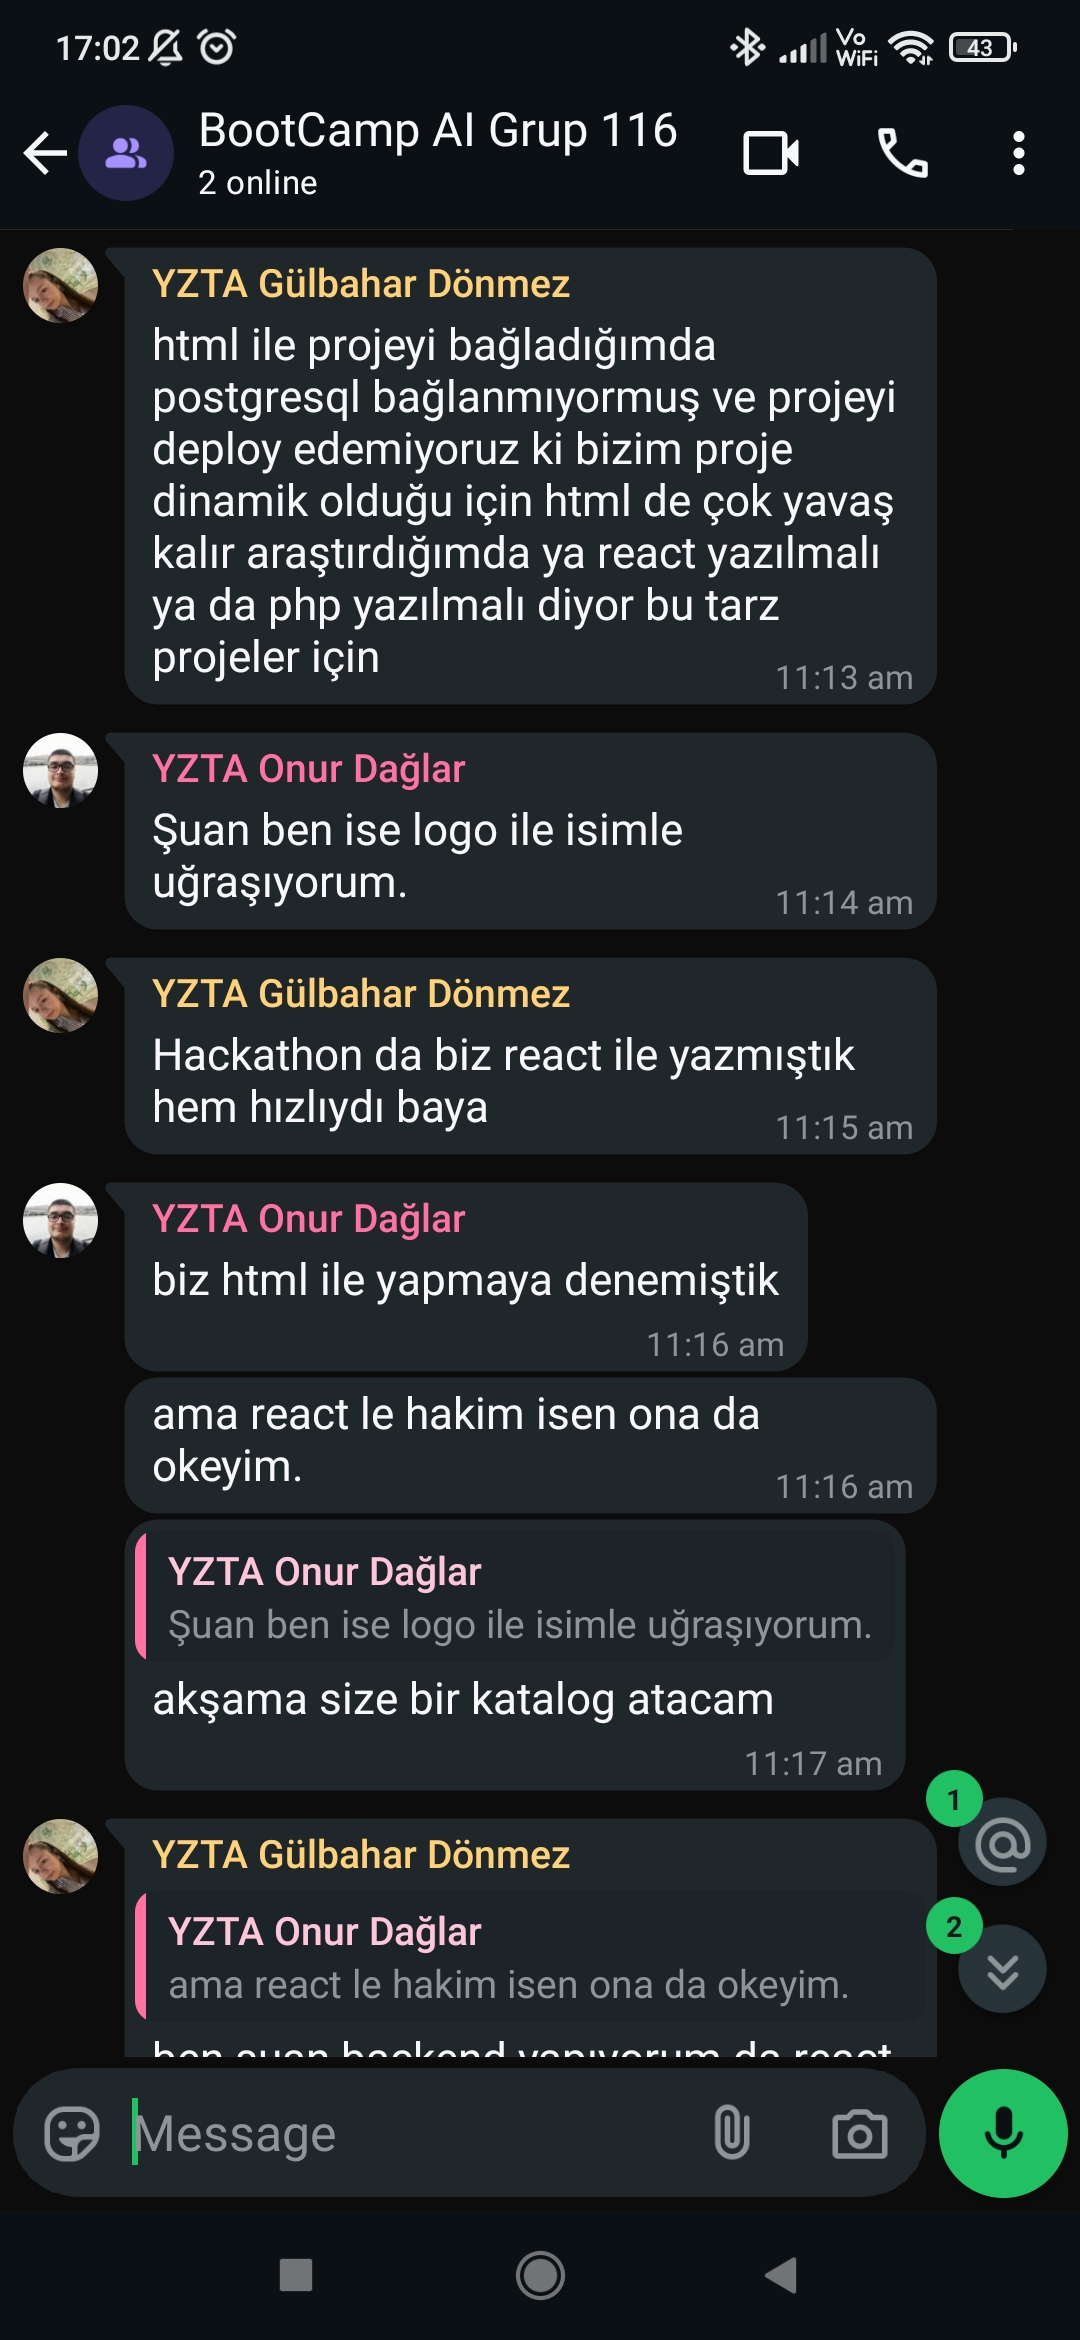 17:02
Vo
WiFi
43
BootCamp AI Grup 116
2 online
YZTA Gülbahar Dönmez
html ile projeyi bağladığımda
postgresql bağlanmıyormuş ve projeyi
deploy edemiyoruz ki bizim proje
dinamik olduğu için html de çok yavaş
kalır araştırdığımda ya react yazılmalı
ya da php yazılmalı diyor bu tarz
projeler için
11:13 am
YZTA Onur Dağlar
Şuan ben ise logo ile isimle
uğraşıyorum.
11:14 am
YZTA Gülbahar Dönmez
Hackathon da biz react ile yazmıştık
hem hızlıydı baya
11:15 am
YZTA Onur Dağlar
biz html ile yapmaya denemiştik
11:16 am
ama react le hakim isen ona da
okeyim.
11:16 am
YZTA Onur Dağlar
Şuan ben ise logo ile isimle uğraşıyorum.
akşama size bir katalog atacam
11:17 am
1
YZTA Gülbahar Dönmez
YZTA Onur Dağlar
2
ama react le hakim isen ona da okeyim.
ben şuan backend yapıyorum da react
Message